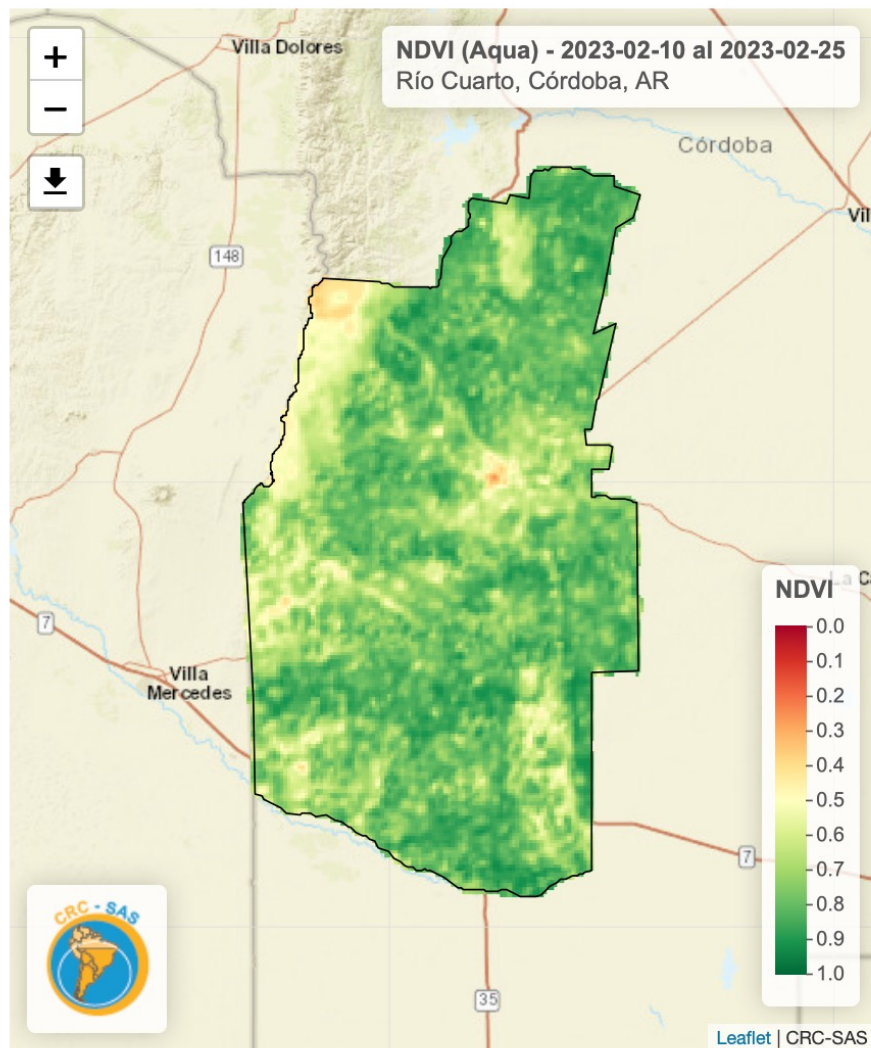 +
Villa Dolores
NDVI (Aqua) - 2023-02-10 al 2023-02-25
Río Cuarto, Córdoba, AR
−
Córdoba
Vil
148
La Ca
NDVI
0.0
0.1
0.2
0.3
0.4
0.5
0.6
0.7
0.8
0.9
1.0
7
Villa
Mercedes
7
CRC - SAS
35
Leaflet | CRC-SAS